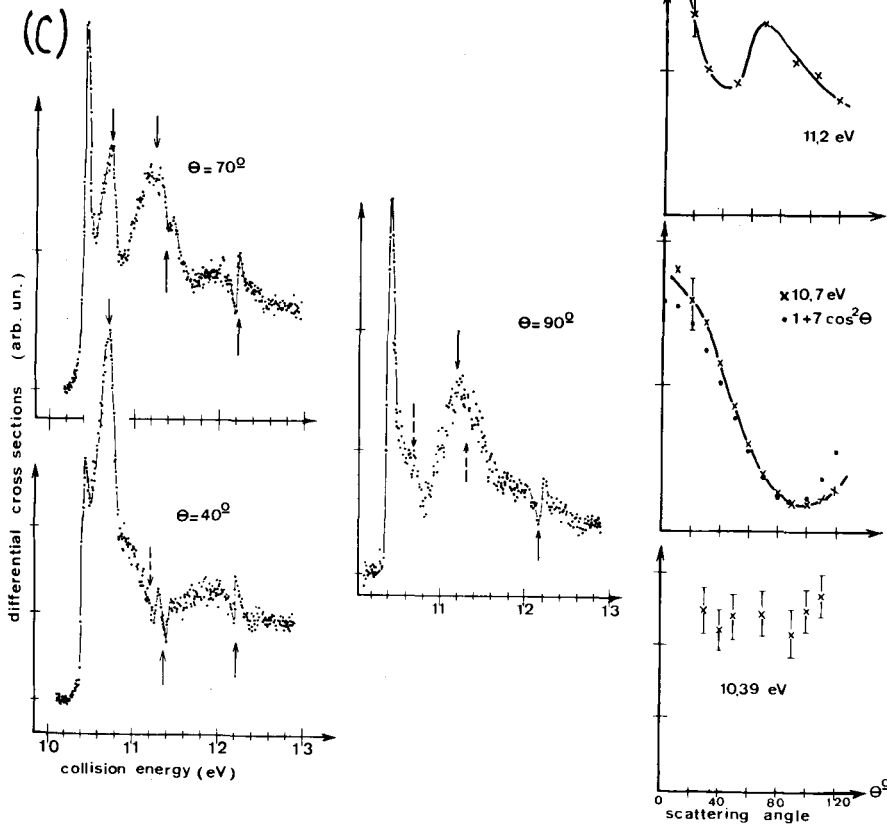 (C)
Θ = 70º
Θ = 40º
differential cross sections (arb. un.)
10 11 12 13
collision energy (eV)
Θ = 90º
11 12 13
11,2 eV
x 10,7 eV
• 1+7 cos²Θ
10,39 eV
0 40 80 120 Θº
scattering angle